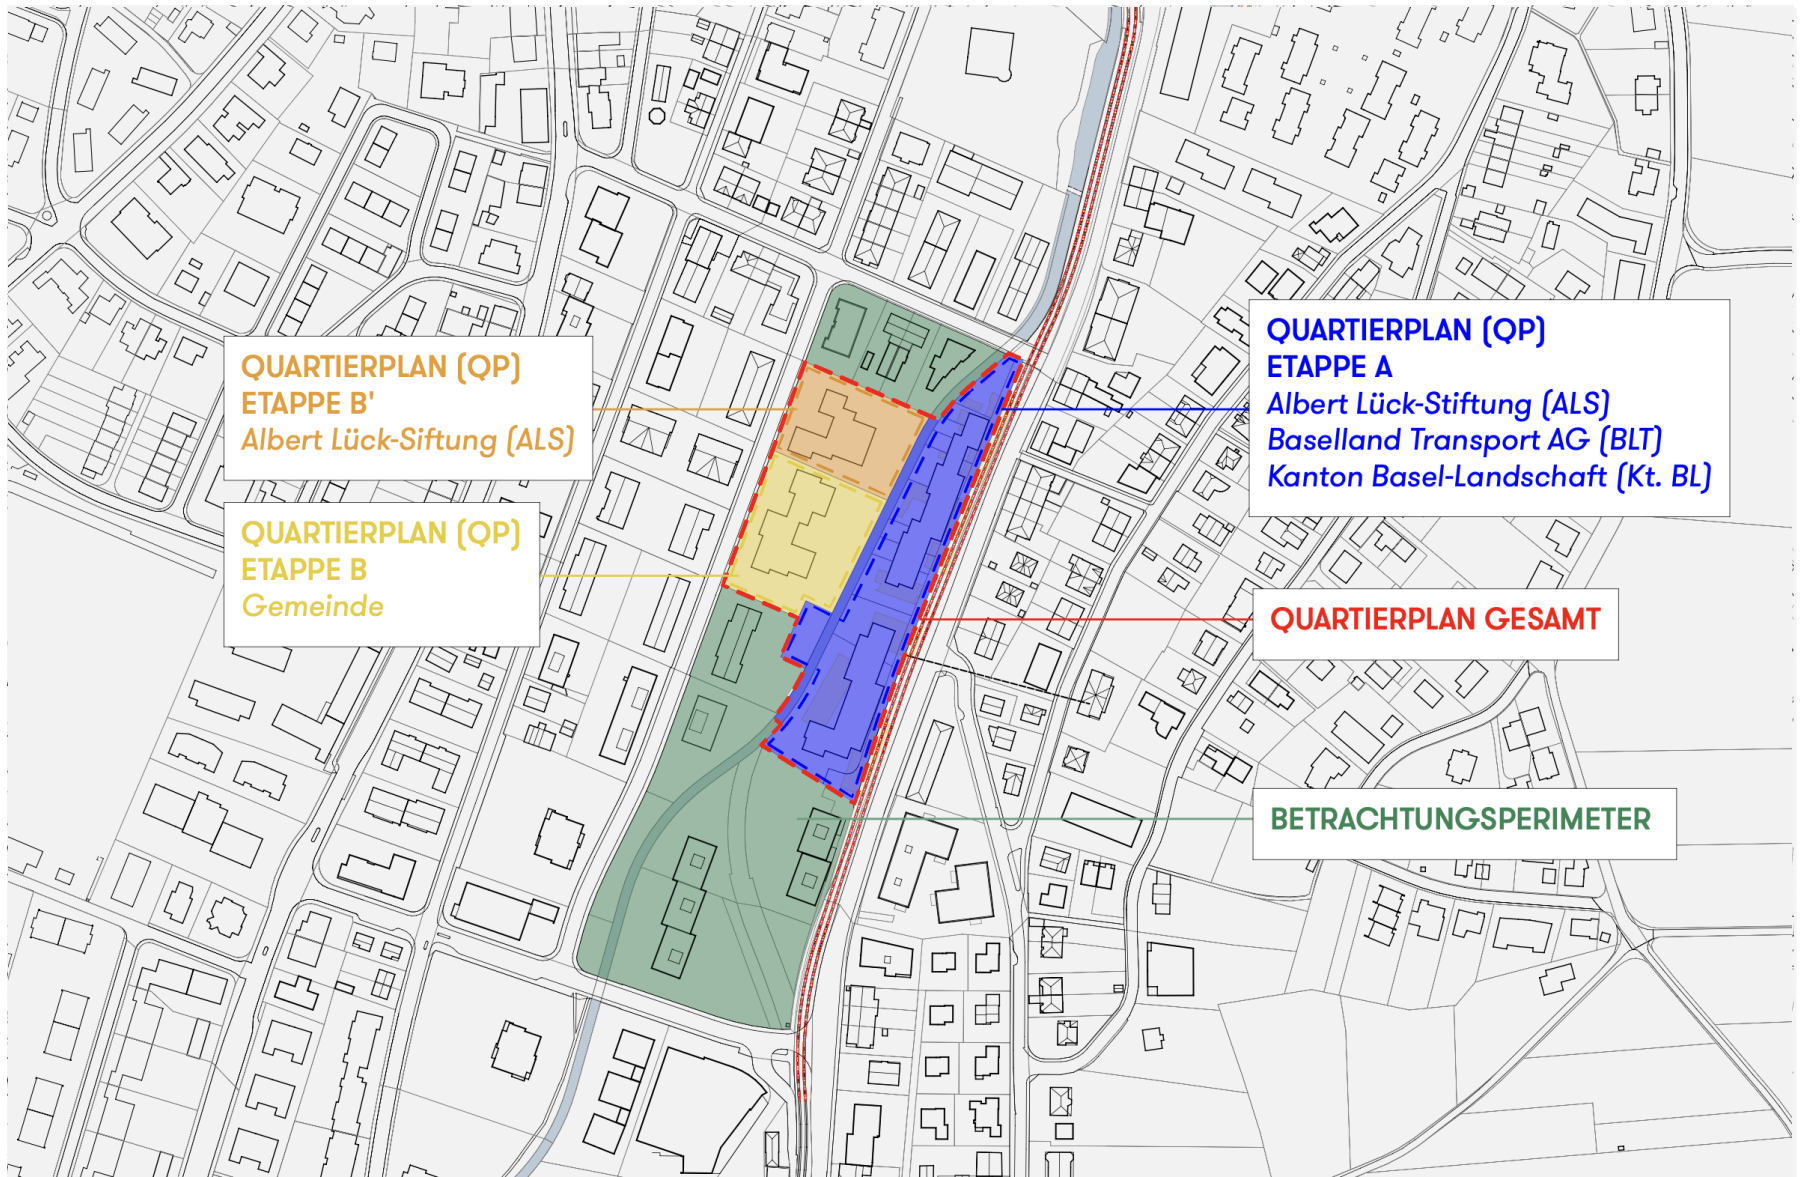 QUARTIERPLAN (QP)
ETAPPE B'
Albert Lück-Siftung (ALS)
QUARTIERPLAN (QP)
ETAPPE B
Gemeinde
QUARTIERPLAN (QP)
ETAPPE A
Albert Lück-Stiftung (ALS)
Baselland Transport AG (BLT)
Kanton Basel-Landschaft (Kt. BL)
QUARTIERPLAN GESAMT
BETRACHTUNGSPERIMETER